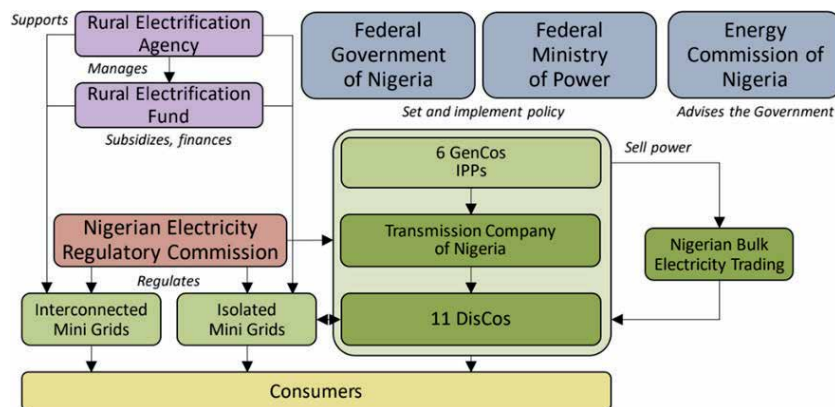 Supports
Rural Electrification
Agency
Manages
Rural Electrification
Fund
Subsidizes, finances
Federal
Government
of Nigeria
Federal
Ministry
of Power
Energy
Commission of
Nigeria
Set and implement policy
Advises the Government
6 GenCos
IPPs
Sell power
Nigerian Electricity
Regulatory Commission
Transmission Company
of Nigeria
Nigerian Bulk
Electricity Trading
Regulates
Interconnected
Mini Grids
Isolated
Mini Grids
11 DisCos
Consumers